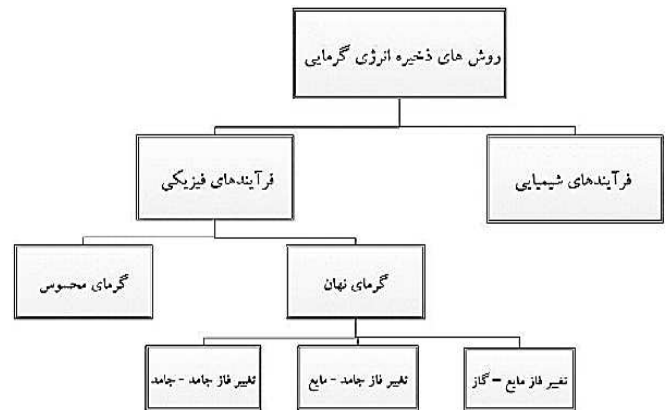 روش های ذخیره انرژی گرمایی
فرآیندهای شیمیایی
فرآیندهای فیزیکی
گرمای نهان
گرمای محسوس
تغییر فاز مایع – گاز
تغییر فاز جامد - مایع
تغییر فاز جامد - جامد